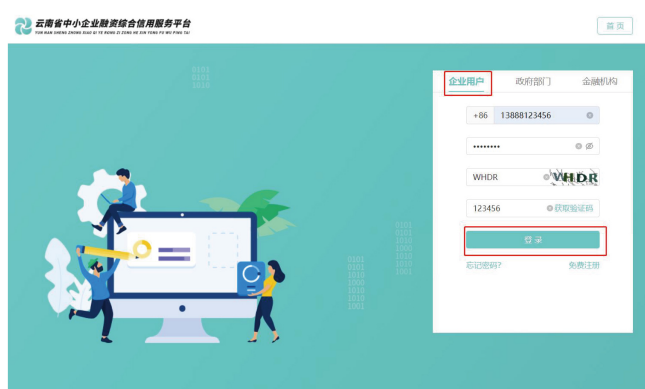 云南省中小企业融资综合信用服务平台
YUN NAN SHENG ZHONG XIAO QI YE RONG ZI ZONG HE XIN YONG FU WU PING TAI
首页
企业用户 政府部门 金融机构
+86 13888123456
WHDR WHDR
123456 获取验证码
登录
忘记密码? 免费注册
0101
0101
1010